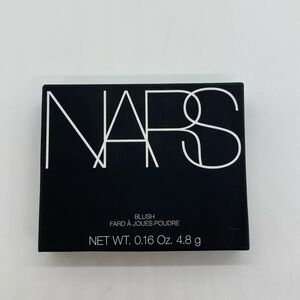 NARS
BLUSH
FARD À JOUES POUDRE
NET WT. 0.16 Oz. 4.8 g